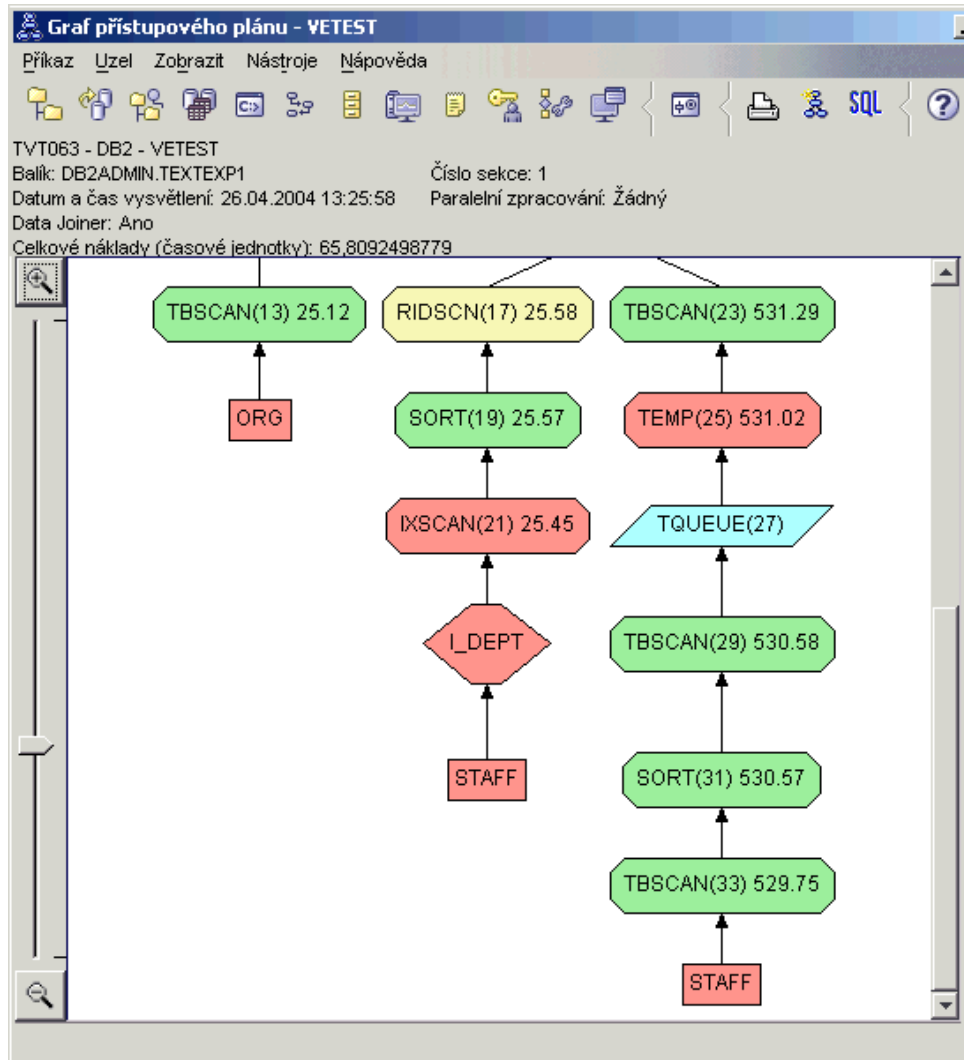 Graf přístupového plánu - VETEST
Příkaz Uzel Zobrazit Nástroje Nápověda
C:> SQL ?
TVT063 - DB2 - VETEST
Balík: DB2ADMIN.TEXTEXP1 Číslo sekce: 1
Datum a čas vysvětlení: 26.04.2004 13:25:58 Paralelní zpracování: Žádný
Data Joiner: Ano
Celkové náklady (časové jednotky): 65,8092498779
TBSCAN(13) 25.12 RIDSCN(17) 25.58 TBSCAN(23) 531.29
ORG SORT(19) 25.57 TEMP(25) 531.02
IXSCAN(21) 25.45 TQUEUE(27)
I_DEPT TBSCAN(29) 530.58
STAFF SORT(31) 530.57
TBSCAN(33) 529.75
STAFF